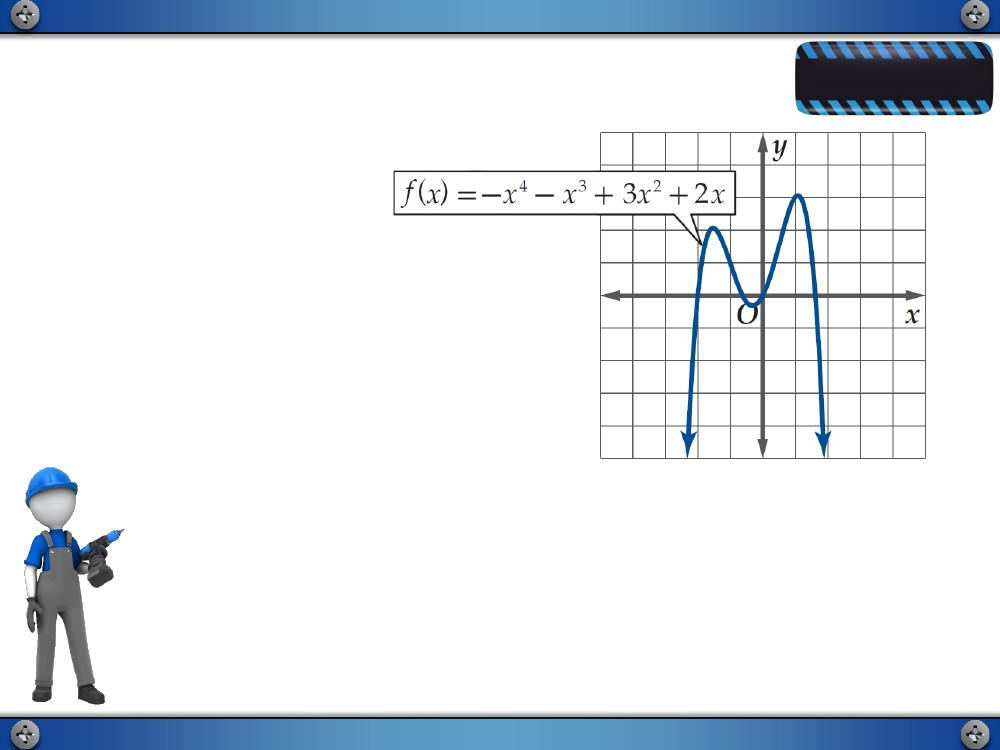 y
f(x) = −x⁴ − x³ + 3x² + 2x
O
x